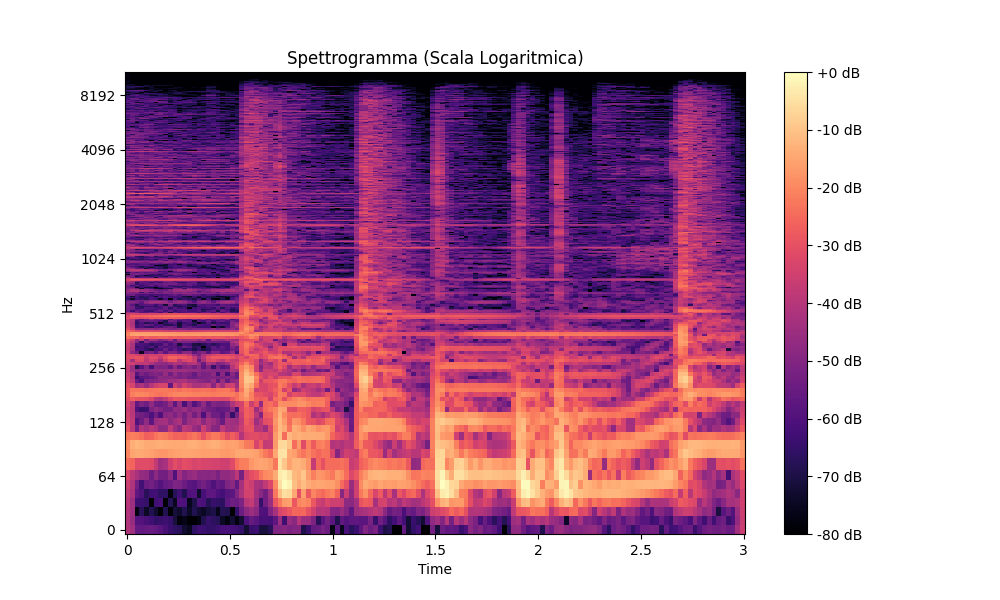 Spettrogramma (Scala Logaritmica)
Hz
8192
4096
2048
1024
512
256
128
64
0
0 0.5 1 1.5 2 2.5 3
Time
+0 dB
-10 dB
-20 dB
-30 dB
-40 dB
-50 dB
-60 dB
-70 dB
-80 dB